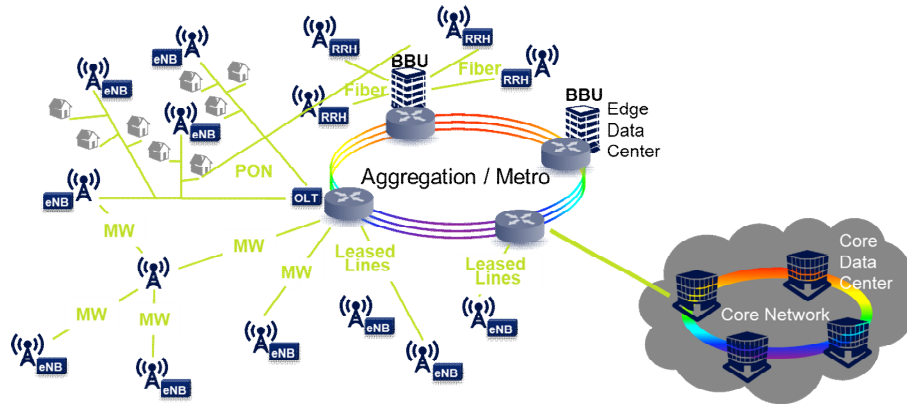 eNB
RRH
RRH
BBU
eNB
Fiber
Fiber
RRH
BBU
Edge
Data
Center
RRH
eNB
PON
Aggregation / Metro
eNB
OLT
MW
MW
Leased
Lines
Leased
Lines
MW
Core
Data
Center
MW
MW
Core Network
eNB
eNB
eNB
eNB
eNB
eNB